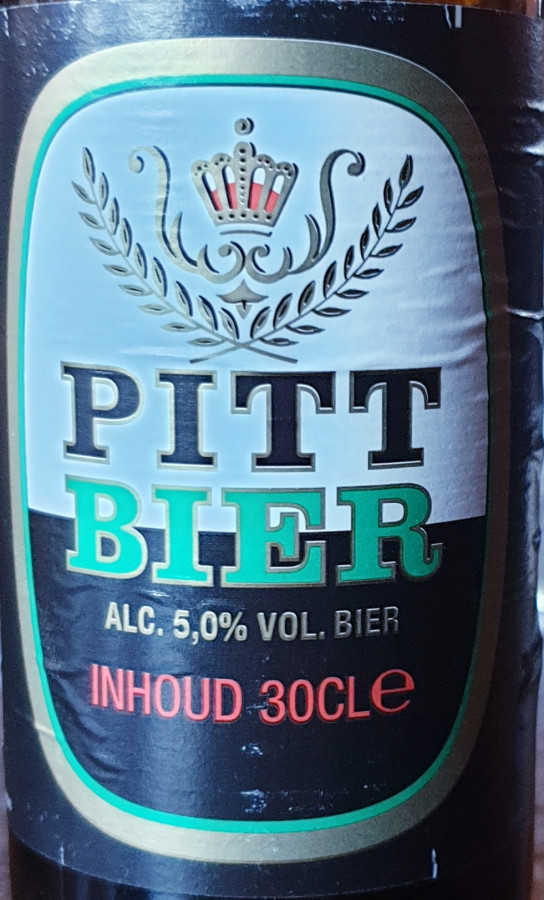 PITT
BIER
ALC. 5,0% VOL. BIER
INHOUD 30CL℮